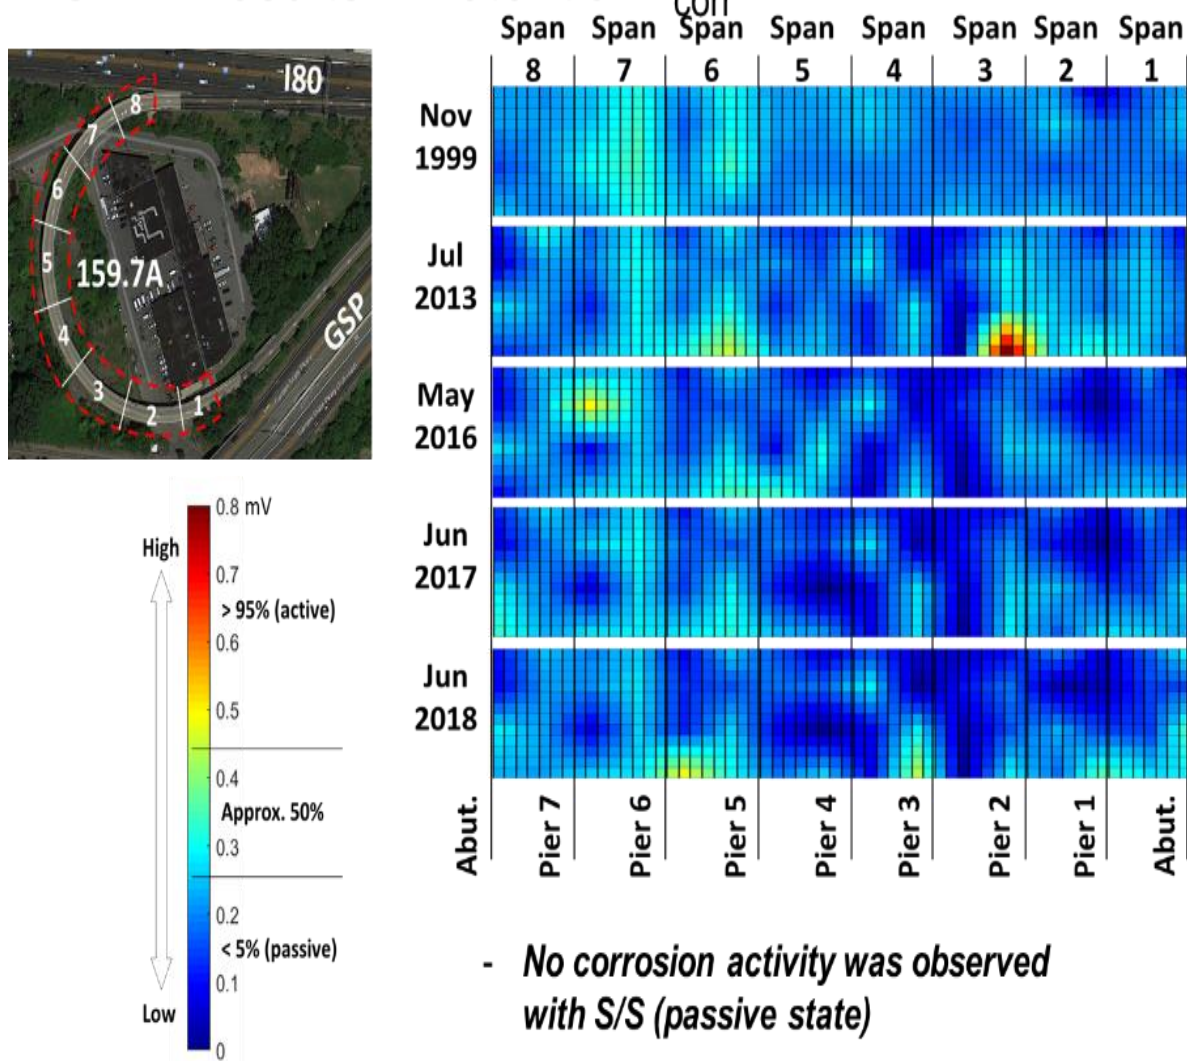 corr
Span Span Span Span Span Span Span Span
8 7 6 5 4 3 2 1
I80
8
7
6
5
159.7A
4
GSP
3
2
1
Nov
1999
Jul
2013
May
2016
Jun
2017
Jun
2018
0.8 mV
High
0.7
> 95% (active)
0.6
0.5
0.4
Approx. 50%
0.3
0.2
< 5% (passive)
0.1
Low
0
Abut. Pier 7 Pier 6 Pier 5 Pier 4 Pier 3 Pier 2 Pier 1 Abut.
- No corrosion activity was observed
with S/S (passive state)